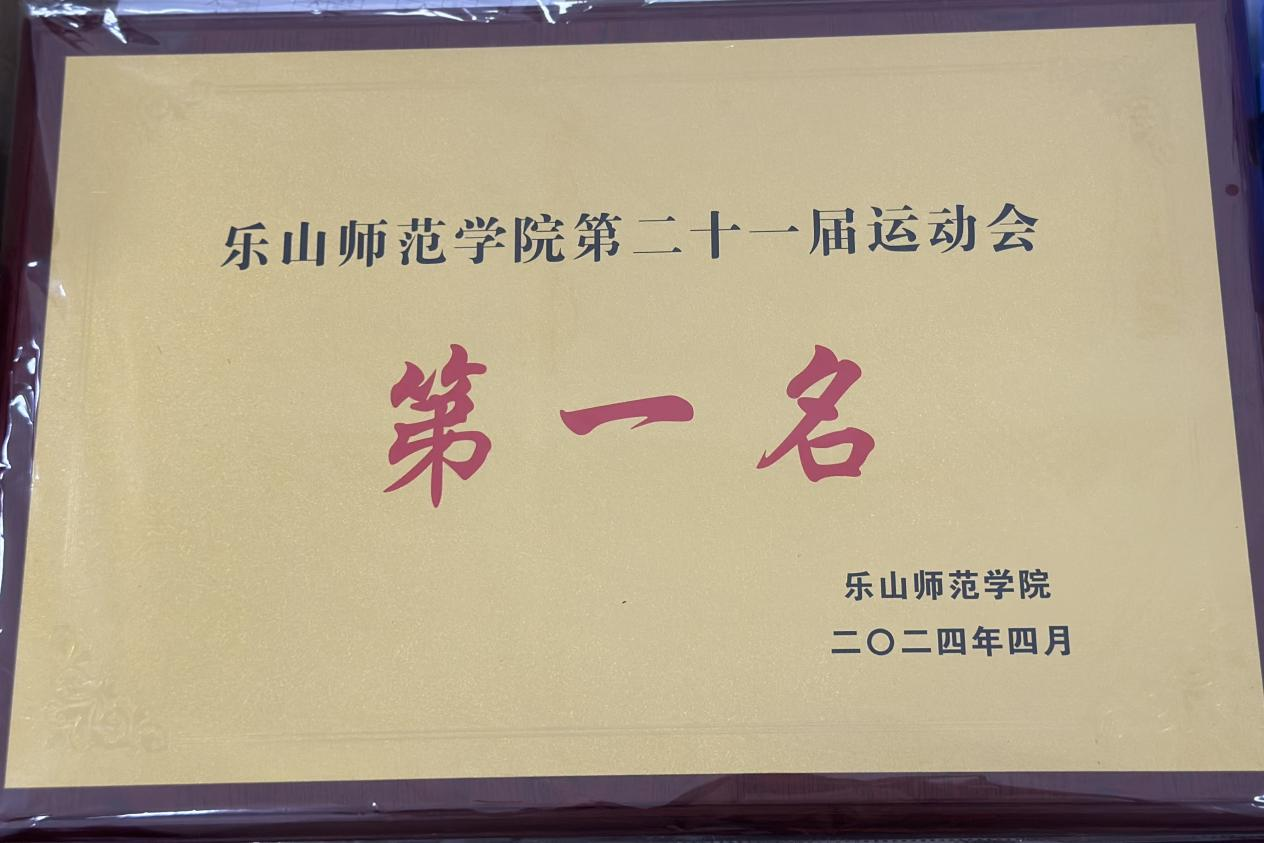 乐山师范学院第二十一届运动会
第一名
乐山师范学院
二〇二四年四月